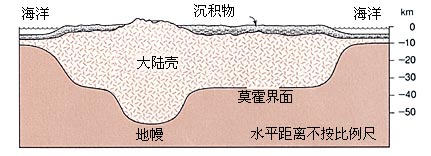 海洋 沉积物 海洋 km
0
-10
大陆壳 -20
-30
莫霍界面 -40
-50
地幔 水平距离不按比例尺